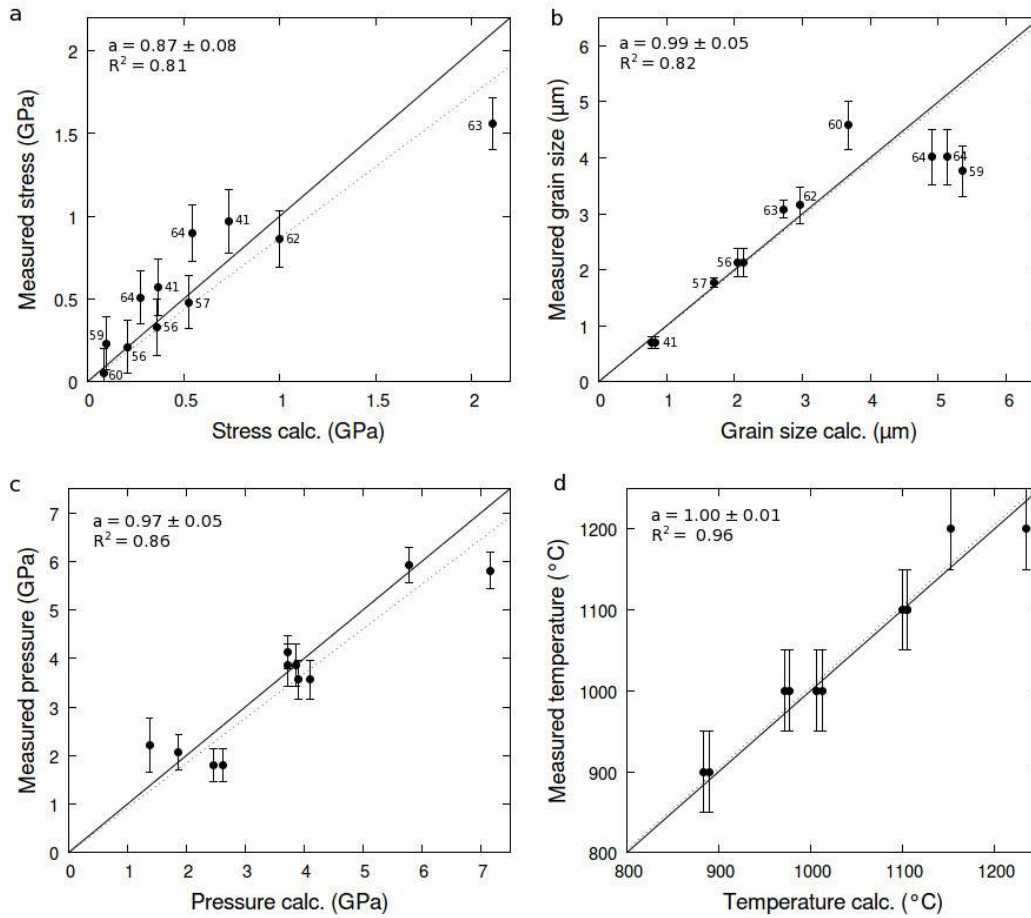 a
a = 0.87 ± 0.08
R² = 0.81
Measured stress (GPa)
2
1.5
1
0.5
0
63
41
64
62
41
64
57
56
59
56
60
0 0.5 1 1.5 2
Stress calc. (GPa)
b
a = 0.99 ± 0.05
R² = 0.82
Measured grain size (μm)
6
5
4
3
2
1
0
60
64 64
59
62
63
56
57
41
0 1 2 3 4 5 6
Grain size calc. (μm)
c
a = 0.97 ± 0.05
R² = 0.86
Measured pressure (GPa)
7
6
5
4
3
2
1
0
0 1 2 3 4 5 6 7
Pressure calc. (GPa)
d
a = 1.00 ± 0.01
R² = 0.96
Measured temperature (°C)
1200
1100
1000
900
800
800 900 1000 1100 1200
Temperature calc. (°C)